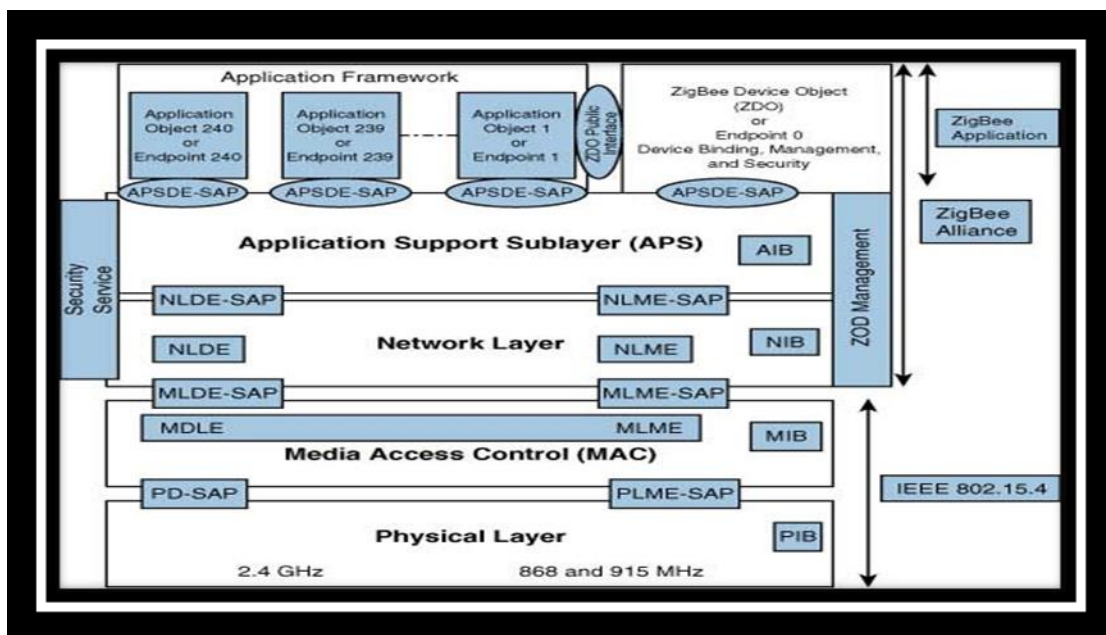 Application Framework
Application
Object 240
or
Endpoint 240
Application
Object 239
or
Endpoint 239
Application
Object 1
or
Endpoint 1
ZDO Public
Interface
ZigBee Device Object
(ZDO)
or
Endpoint 0
Device Binding, Management,
and Security
ZigBee
Application
APSDE-SAP
APSDE-SAP
APSDE-SAP
APSDE-SAP
ZigBee
Alliance
Security
Service
Application Support Sublayer (APS)
AIB
ZOD Management
NLDE-SAP
NLME-SAP
NLDE
Network Layer
NLME
NIB
MLDE-SAP
MLME-SAP
MDLE
MLME
MIB
Media Access Control (MAC)
PD-SAP
PLME-SAP
IEEE 802.15.4
Physical Layer
PIB
2.4 GHz
868 and 915 MHz